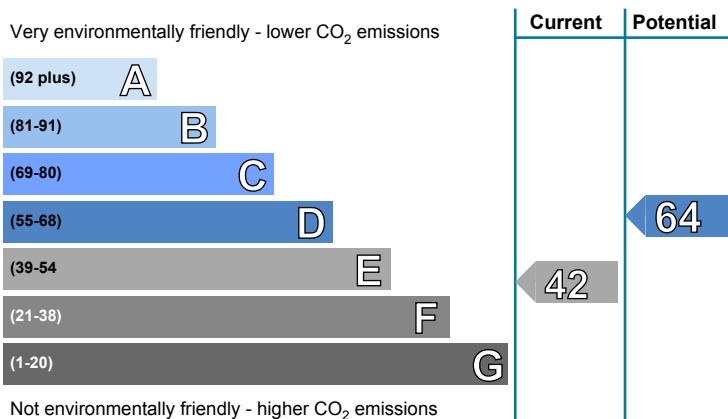 Current Potential
Very environmentally friendly - lower CO2 emissions
(92 plus) A
(81-91) B
(69-80) C
(55-68) D
64
(39-54 E
42
(21-38) F
(1-20) G
Not environmentally friendly - higher CO2 emissions